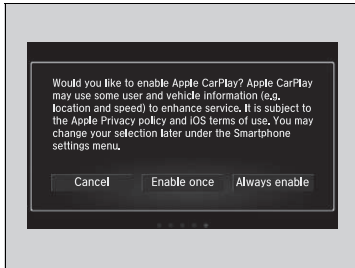 Would you like to enable Apple CarPlay? Apple CarPlay
may use some user and vehicle information (e.g.
location and speed) to enhance service. It is subject to
the Apple Privacy policy and iOS terms of use. You may
change your selection later under the Smartphone
settings menu.
Cancel Enable once Always enable